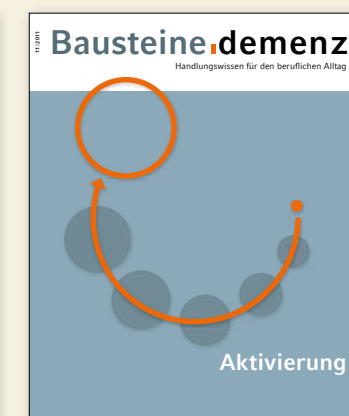 11 | 2011
Bausteine.demenz
Handlungswissen für den beruflichen Alltag
Aktivierung